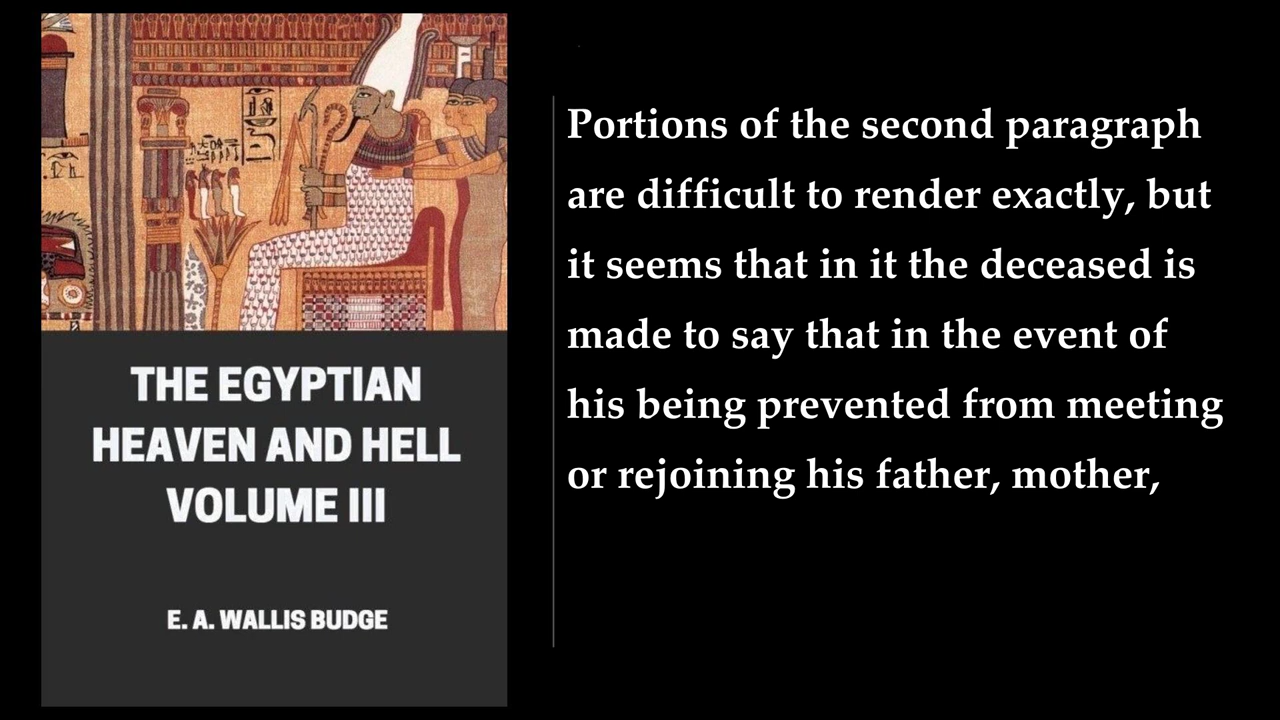 THE EGYPTIAN
HEAVEN AND HELL
VOLUME III
E. A. WALLIS BUDGE
Portions of the second paragraph
are difficult to render exactly, but
it seems that in it the deceased is
made to say that in the event of
his being prevented from meeting
or rejoining his father, mother,